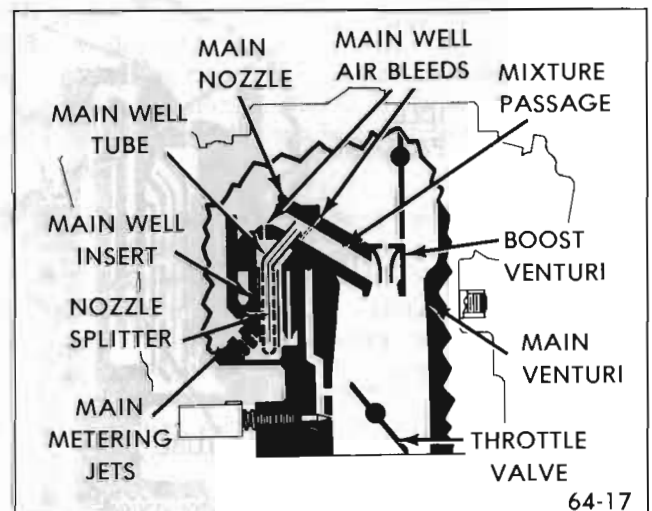 MAIN
NOZZLE
MAIN WELL
AIR BLEEDS
MIXTURE
PASSAGE
MAIN WELL
TUBE
MAIN WELL
INSERT
BOOST
VENTURI
NOZZLE
SPLITTER
MAIN
VENTURI
MAIN
METERING
JETS
THROTTLE
VALVE
64-17